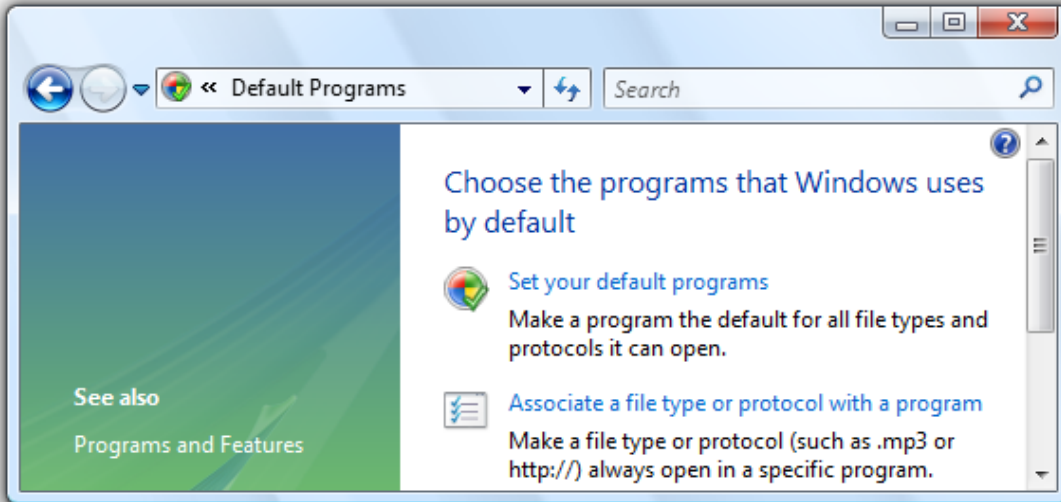 « Default Programs
Search
Choose the programs that Windows uses
by default
Set your default programs
Make a program the default for all file types and
protocols it can open.
See also
Associate a file type or protocol with a program
Programs and Features
Make a file type or protocol (such as .mp3 or
http://) always open in a specific program.